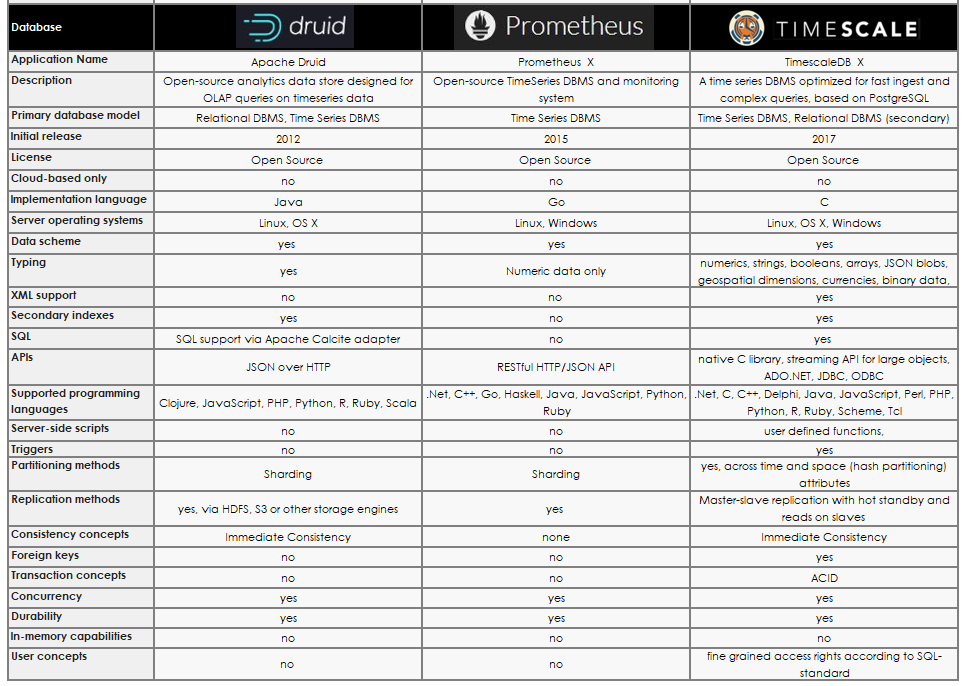 Database druid Prometheus TIMESCALE
Application Name Apache Druid Prometheus X TimescaleDB X
Description Open-source analytics data store designed for Open-source TimeSeries DBMS and monitoring A time series DBMS optimized for fast ingest and
OLAP queries on timeseries data system complex queries, based on PostgreSQL
Primary database model Relational DBMS, Time Series DBMS Time Series DBMS Time Series DBMS, Relational DBMS (secondary)
Initial release 2012 2015 2017
License Open Source Open Source Open Source
Cloud-based only no no no
Implementation language Java Go C
Server operating systems Linux, OS X Linux, Windows Linux, OS X, Windows
Data scheme yes yes yes
Typing yes Numeric data only numerics, strings, booleans, arrays, JSON blobs,
geospatial dimensions, currencies, binary data,
XML support no no yes
Secondary indexes yes no yes
SQL SQL support via Apache Calcite adapter no yes
APIs JSON over HTTP RESTful HTTP/JSON API native C library, streaming API for large objects,
ADO.NET, JDBC, ODBC
Supported programming Clojure, JavaScript, PHP, Python, R, Ruby, Scala .Net, C++, Go, Haskell, Java, JavaScript, Python, .Net, C, C++, Delphi, Java, JavaScript, Perl, PHP,
languages Ruby Python, R, Ruby, Scheme, Tcl
Server-side scripts no no user defined functions,
Triggers no no yes
Partitioning methods Sharding Sharding yes, across time and space (hash partitioning)
attributes
Replication methods yes, via HDFS, S3 or other storage engines yes Master-slave replication with hot standby and
reads on slaves
Consistency concepts Immediate Consistency none Immediate Consistency
Foreign keys no no yes
Transaction concepts no no ACID
Concurrency yes yes yes
Durability yes yes yes
In-memory capabilities no no no
User concepts no no fine grained access rights according to SQL-
standard